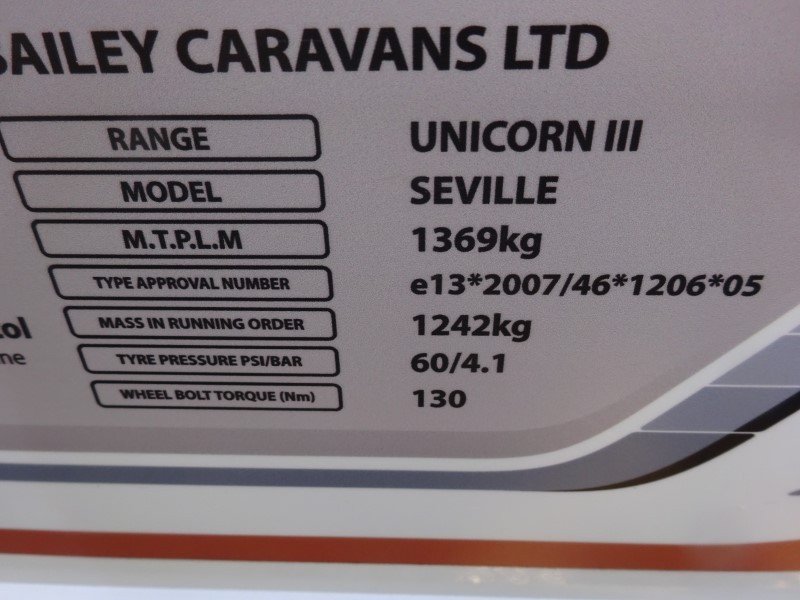 BAILEY CARAVANS LTD
RANGE UNICORN III
MODEL SEVILLE
M.T.P.L.M 1369kg
TYPE APPROVAL NUMBER e13*2007/46*1206*05
MASS IN RUNNING ORDER 1242kg
TYRE PRESSURE PSI/BAR 60/4.1
WHEEL BOLT TORQUE (Nm) 130